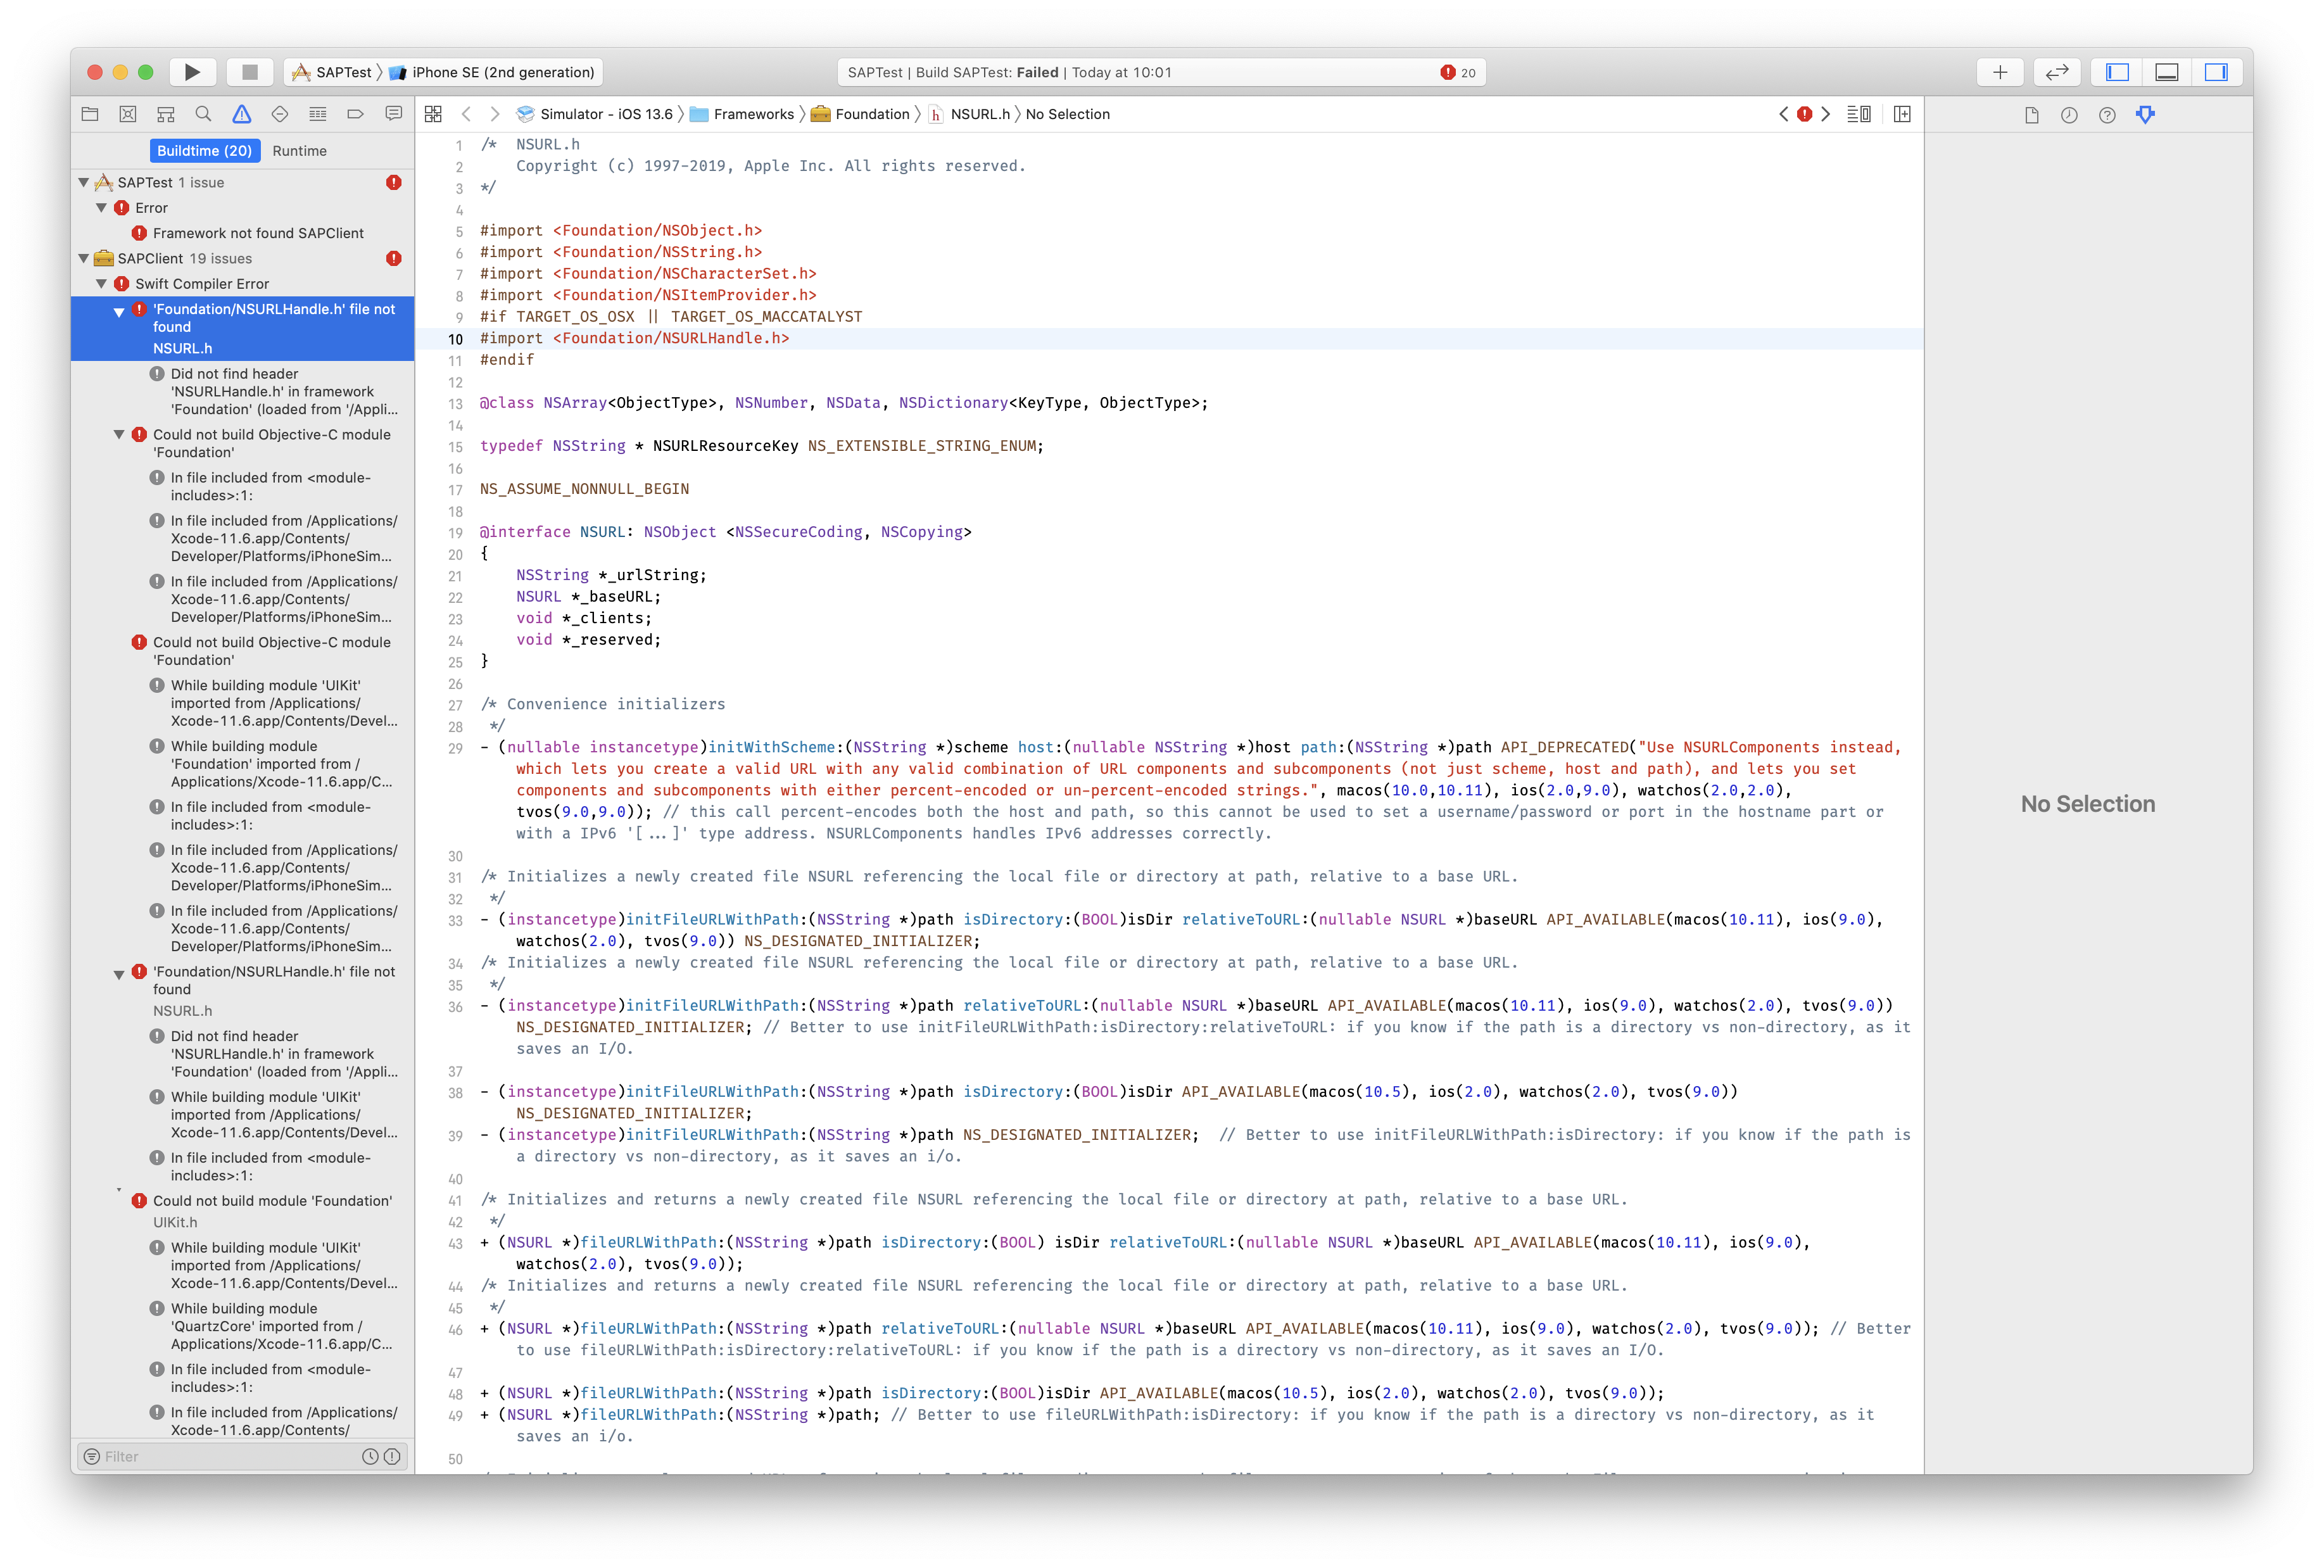 SAPTest 〉 iPhone SE (2nd generation)
SAPTest | Build SAPTest: Failed | Today at 10:01
20
Simulator - iOS 13.6 〉 Frameworks 〉 Foundation 〉 NSURL.h 〉 No Selection
Buildtime (20) Runtime
SAPTest 1 issue
Error
Framework not found SAPClient
SAPClient 19 issues
Swift Compiler Error
'Foundation/NSURLHandle.h' file not
found
NSURL.h
Did not find header
'NSURLHandle.h' in framework
'Foundation' (loaded from '/Appli...
Could not build Objective-C module
'Foundation'
In file included from <module-
includes>:1:
In file included from /Applications/
Xcode-11.6.app/Contents/
Developer/Platforms/iPhoneSim...
In file included from /Applications/
Xcode-11.6.app/Contents/
Developer/Platforms/iPhoneSim...
Could not build Objective-C module
'Foundation'
While building module 'UIKit'
imported from /Applications/
Xcode-11.6.app/Contents/Devel...
While building module
'Foundation' imported from /
Applications/Xcode-11.6.app/C...
In file included from <module-
includes>:1:
In file included from /Applications/
Xcode-11.6.app/Contents/
Developer/Platforms/iPhoneSim...
In file included from /Applications/
Xcode-11.6.app/Contents/
Developer/Platforms/iPhoneSim...
'Foundation/NSURLHandle.h' file not
found
NSURL.h
Did not find header
'NSURLHandle.h' in framework
'Foundation' (loaded from '/Appli...
While building module 'UIKit'
imported from /Applications/
Xcode-11.6.app/Contents/Devel...
In file included from <module-
includes>:1:
Could not build module 'Foundation'
UIKit.h
While building module 'UIKit'
imported from /Applications/
Xcode-11.6.app/Contents/Devel...
While building module
'QuartzCore' imported from /
Applications/Xcode-11.6.app/C...
In file included from <module-
includes>:1:
In file included from /Applications/
Xcode-11.6.app/Contents/
Filter
1 /*  NSURL.h
2     Copyright (c) 1997-2019, Apple Inc. All rights reserved.
3 */
4
5 #import <Foundation/NSObject.h>
6 #import <Foundation/NSString.h>
7 #import <Foundation/NSCharacterSet.h>
8 #import <Foundation/NSItemProvider.h>
9 #if TARGET_OS_OSX || TARGET_OS_MACCATALYST
10 #import <Foundation/NSURLHandle.h>
11 #endif
12
13 @class NSArray<ObjectType>, NSNumber, NSData, NSDictionary<KeyType, ObjectType>;
14
15 typedef NSString * NSURLResourceKey NS_EXTENSIBLE_STRING_ENUM;
16
17 NS_ASSUME_NONNULL_BEGIN
18
19 @interface NSURL: NSObject <NSSecureCoding, NSCopying>
20 {
21     NSString *_urlString;
22     NSURL *_baseURL;
23     void *_clients;
24     void *_reserved;
25 }
26
27 /* Convenience initializers
28  */
29 - (nullable instancetype)initWithScheme:(NSString *)scheme host:(nullable NSString *)host path:(NSString *)path API_DEPRECATED("Use NSURLComponents instead,
which lets you create a valid URL with any valid combination of URL components and subcomponents (not just scheme, host and path), and lets you set
components and subcomponents with either percent-encoded or un-percent-encoded strings.", macos(10.0,10.11), ios(2.0,9.0), watchos(2.0,2.0),
tvos(9.0,9.0)); // this call percent-encodes both the host and path, so this cannot be used to set a username/password or port in the hostname part or
with a IPv6 '[...]' type address. NSURLComponents handles IPv6 addresses correctly.
30
31 /* Initializes a newly created file NSURL referencing the local file or directory at path, relative to a base URL.
32  */
33 - (instancetype)initFileURLWithPath:(NSString *)path isDirectory:(BOOL)isDir relativeToURL:(nullable NSURL *)baseURL API_AVAILABLE(macos(10.11), ios(9.0),
watchos(2.0), tvos(9.0)) NS_DESIGNATED_INITIALIZER;
34 /* Initializes a newly created file NSURL referencing the local file or directory at path, relative to a base URL.
35  */
36 - (instancetype)initFileURLWithPath:(NSString *)path relativeToURL:(nullable NSURL *)baseURL API_AVAILABLE(macos(10.11), ios(9.0), watchos(2.0), tvos(9.0))
NS_DESIGNATED_INITIALIZER; // Better to use initFileURLWithPath:isDirectory:relativeToURL: if you know if the path is a directory vs non-directory, as it
saves an I/O.
37
38 - (instancetype)initFileURLWithPath:(NSString *)path isDirectory:(BOOL)isDir API_AVAILABLE(macos(10.5), ios(2.0), watchos(2.0), tvos(9.0))
NS_DESIGNATED_INITIALIZER;
39 - (instancetype)initFileURLWithPath:(NSString *)path NS_DESIGNATED_INITIALIZER;  // Better to use initFileURLWithPath:isDirectory: if you know if the path is
a directory vs non-directory, as it saves an i/o.
40
41 /* Initializes and returns a newly created file NSURL referencing the local file or directory at path, relative to a base URL.
42  */
43 + (NSURL *)fileURLWithPath:(NSString *)path isDirectory:(BOOL) isDir relativeToURL:(nullable NSURL *)baseURL API_AVAILABLE(macos(10.11), ios(9.0),
watchos(2.0), tvos(9.0));
44 /* Initializes and returns a newly created file NSURL referencing the local file or directory at path, relative to a base URL.
45  */
46 + (NSURL *)fileURLWithPath:(NSString *)path relativeToURL:(nullable NSURL *)baseURL API_AVAILABLE(macos(10.11), ios(9.0), watchos(2.0), tvos(9.0)); // Better
to use fileURLWithPath:isDirectory:relativeToURL: if you know if the path is a directory vs non-directory, as it saves an I/O.
47
48 + (NSURL *)fileURLWithPath:(NSString *)path isDirectory:(BOOL)isDir API_AVAILABLE(macos(10.5), ios(2.0), watchos(2.0), tvos(9.0));
49 + (NSURL *)fileURLWithPath:(NSString *)path; // Better to use fileURLWithPath:isDirectory: if you know if the path is a directory vs non-directory, as it
saves an i/o.
50
No Selection